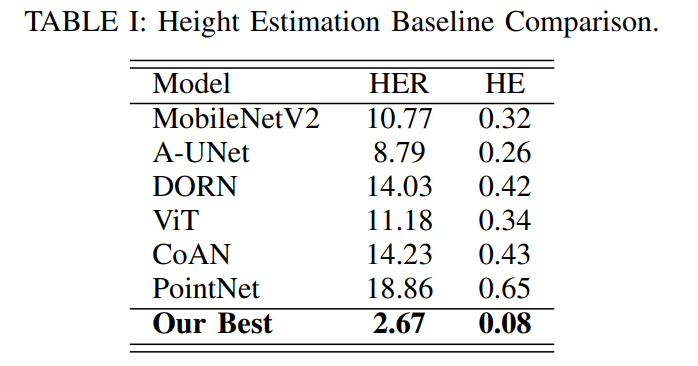 TABLE I: Height Estimation Baseline Comparison.
Model HER HE
MobileNetV2 10.77 0.32
A-UNet 8.79 0.26
DORN 14.03 0.42
ViT 11.18 0.34
CoAN 14.23 0.43
PointNet 18.86 0.65
Our Best 2.67 0.08